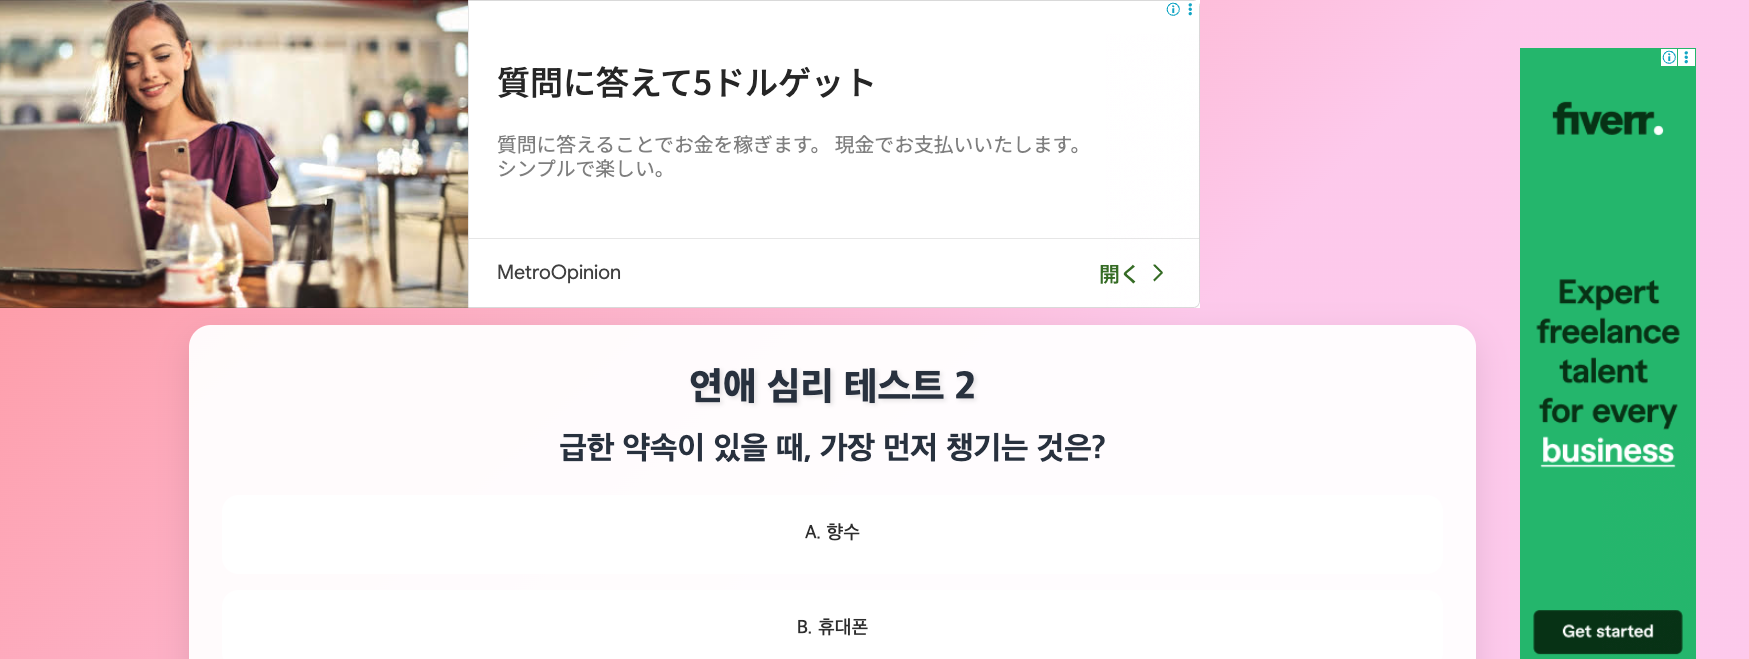 質問に答えて5ドルゲット
質問に答えることでお金を稼ぎます。 現金でお支払いいたします。
シンプルで楽しい。
MetroOpinion
開く
fiverr.
Expert
freelance
talent
for every
business
Get started
연애 심리 테스트 2
급한 약속이 있을 때, 가장 먼저 챙기는 것은?
A. 향수
B. 휴대폰